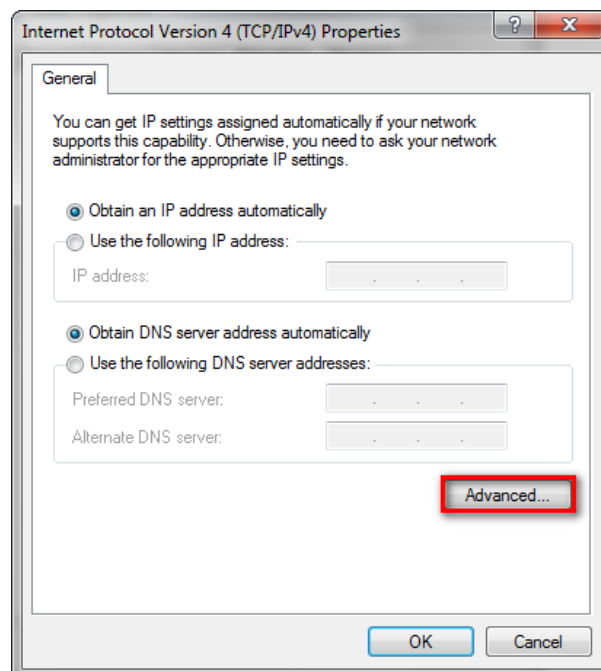 Internet Protocol Version 4 (TCP/IPv4) Properties
?
General
You can get IP settings assigned automatically if your network
supports this capability. Otherwise, you need to ask your network
administrator for the appropriate IP settings.
Obtain an IP address automatically
Use the following IP address:
IP address:
Obtain DNS server address automatically
Use the following DNS server addresses:
Preferred DNS server:
Alternate DNS server:
Advanced...
OK Cancel